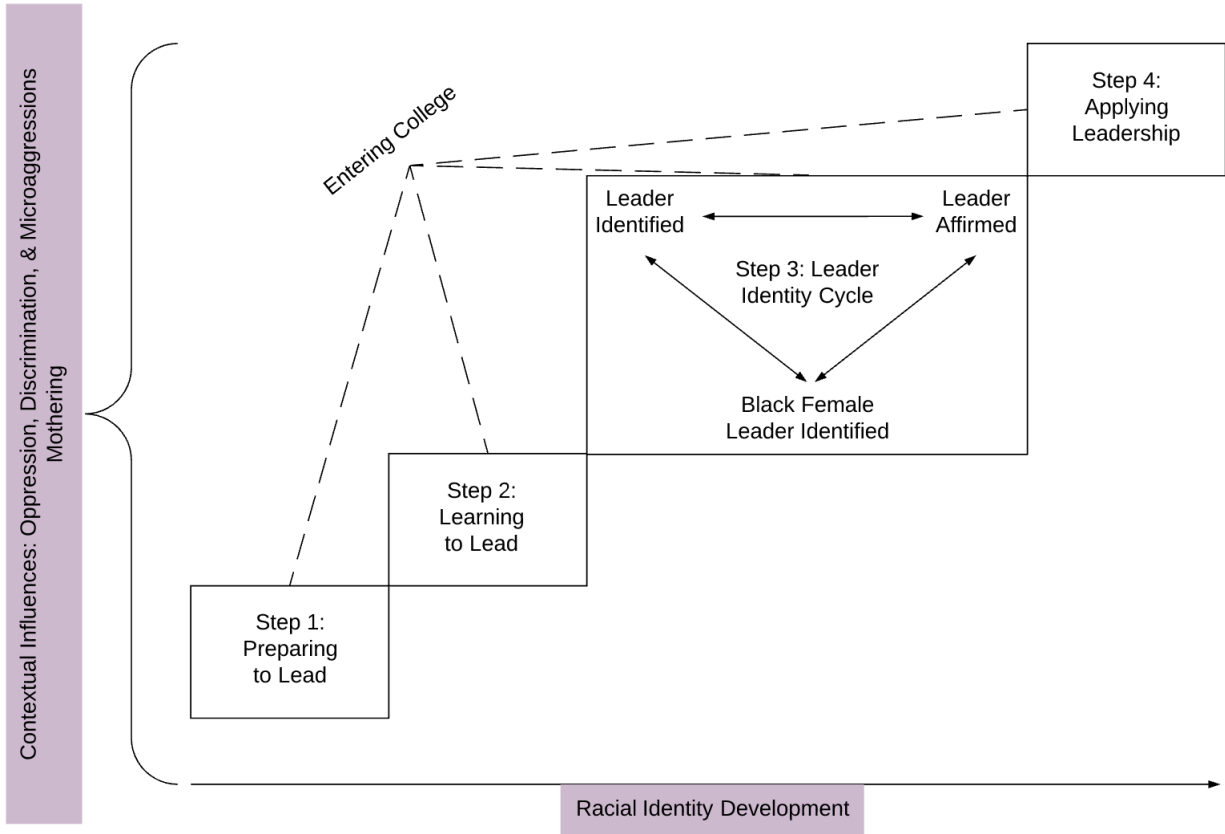 Contextual Influences: Oppression, Discrimination, & Microaggressions
Mothering
Entering College
Step 4:
Applying
Leadership
Leader
Identified
Leader
Affirmed
Step 3: Leader
Identity Cycle
Black Female
Leader Identified
Step 2:
Learning
to Lead
Step 1:
Preparing
to Lead
Racial Identity Development